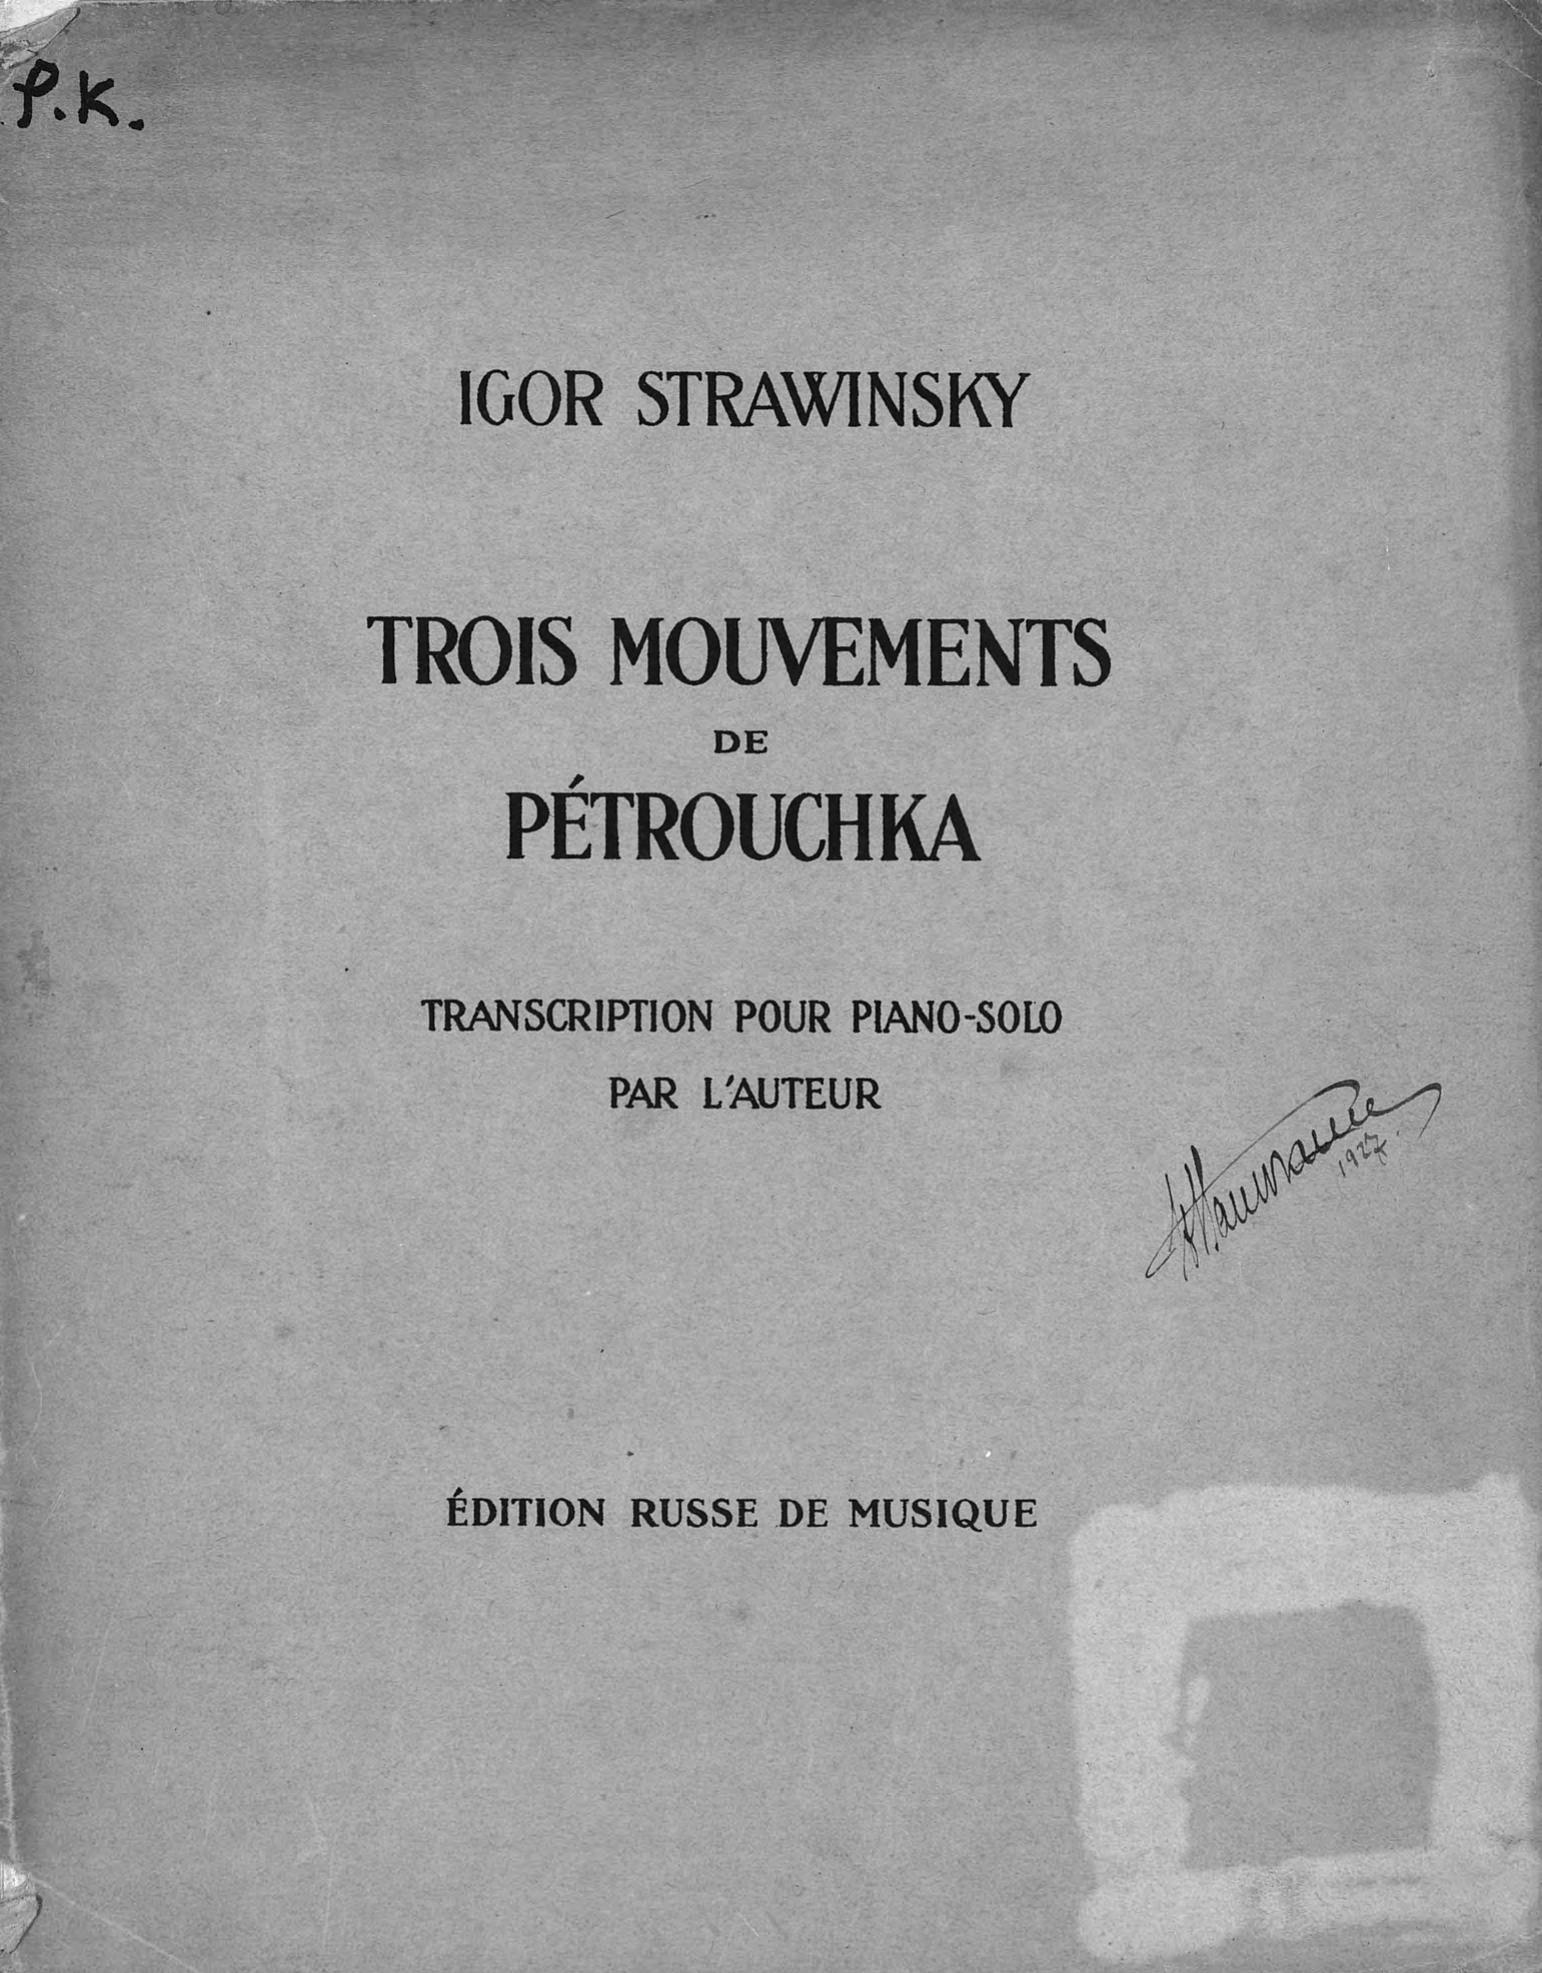 P.K.
IGOR STRAWINSKY
TROIS MOUVEMENTS
DE
PÉTROUCHKA
TRANSCRIPTION POUR PIANO-SOLO
PAR L'AUTEUR
1927
ÉDITION RUSSE DE MUSIQUE